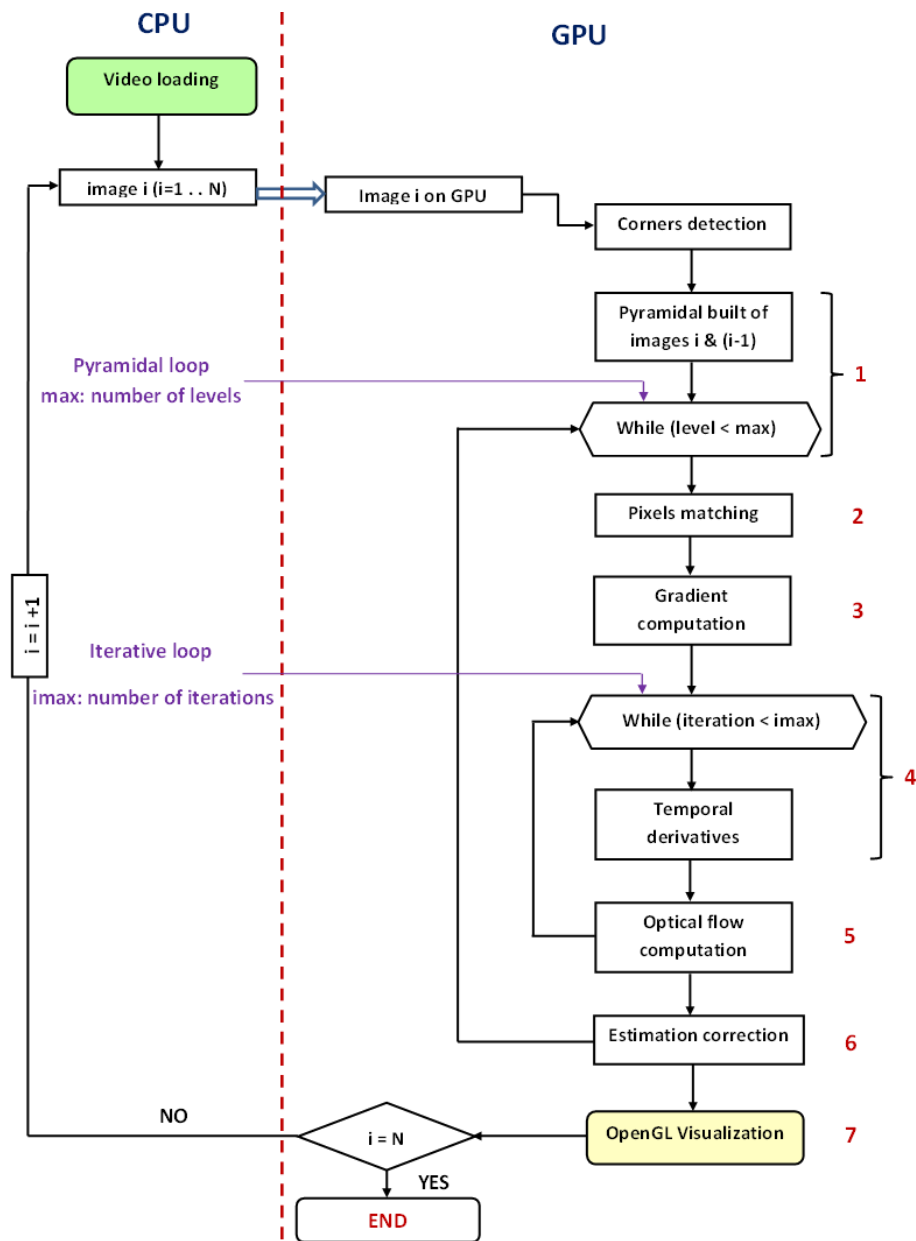 CPU
GPU
Video loading
image i (i=1 . . N)
Image i on GPU
Corners detection
Pyramidal built of
images i & (i-1)
1
Pyramidal loop
max: number of levels
While (level < max)
Pixels matching
2
Gradient
computation
3
i = i +1
Iterative loop
imax: number of iterations
While (iteration < imax)
4
Temporal
derivatives
Optical flow
computation
5
Estimation correction
6
NO
i = N
OpenGL Visualization
7
YES
END